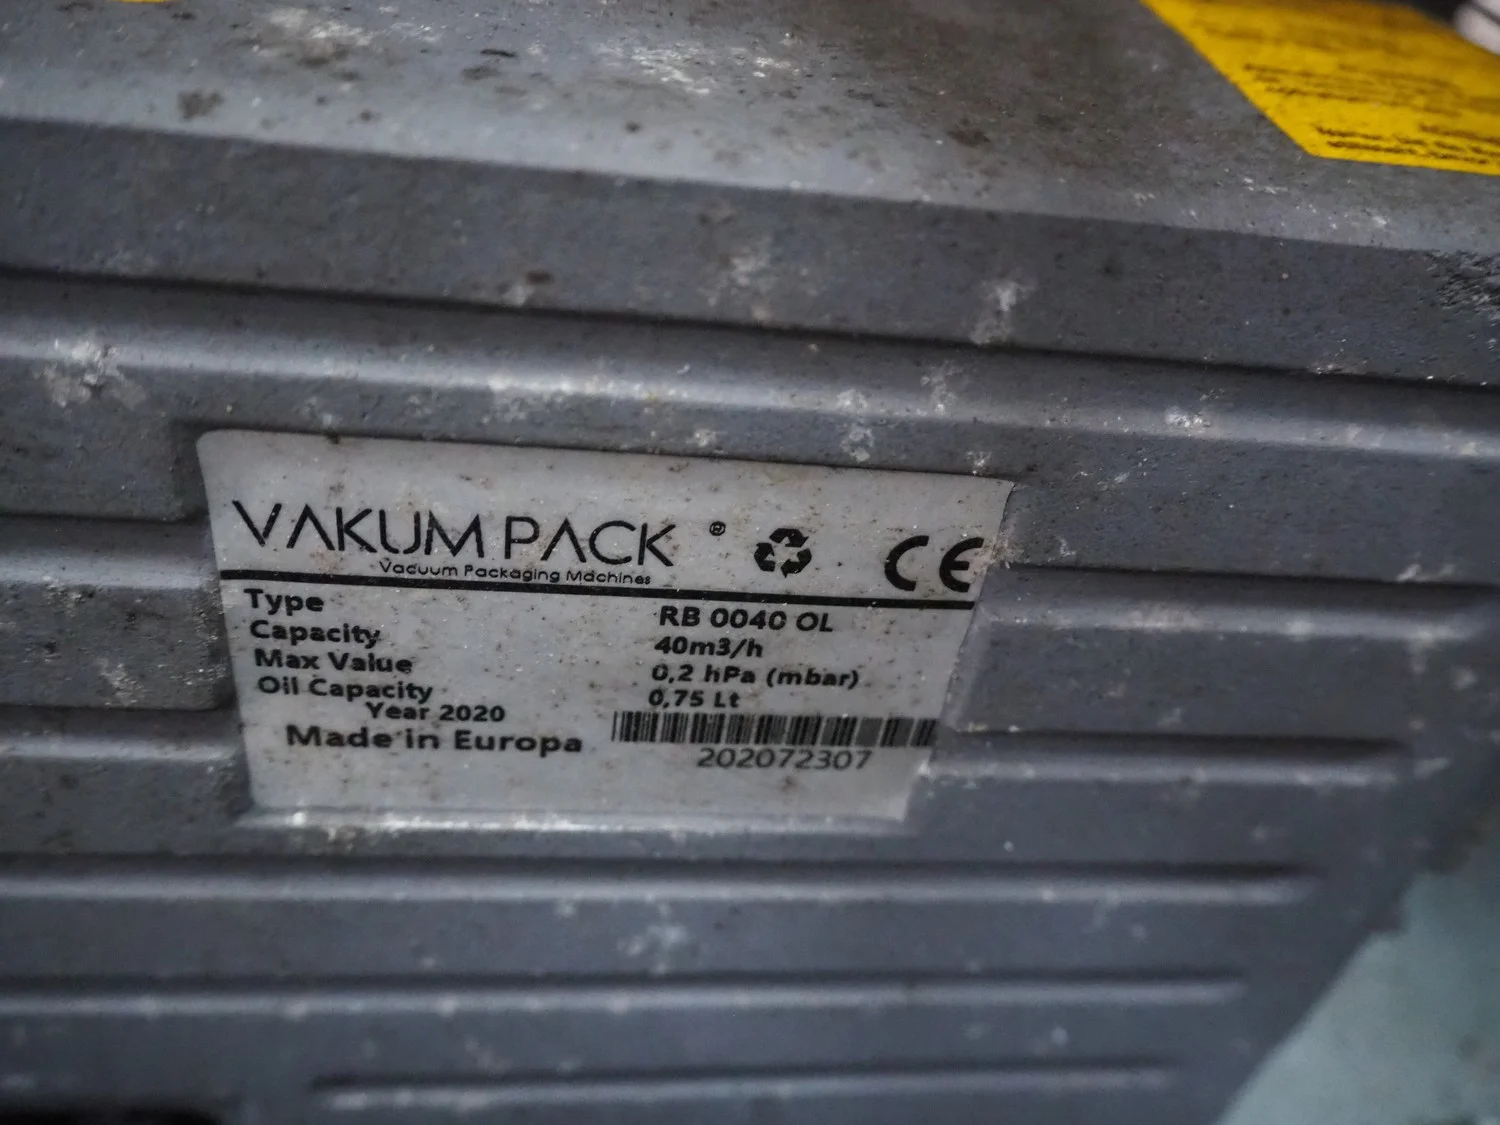 VAKUM PACK ®
Vacuum Packaging Machines
CE
Type RB 0040 OL
Capacity 40m3/h
Max Value 0,2 hPa (mbar)
Oil Capacity 0,75 Lt
Year 2020
Made in Europa
202072307